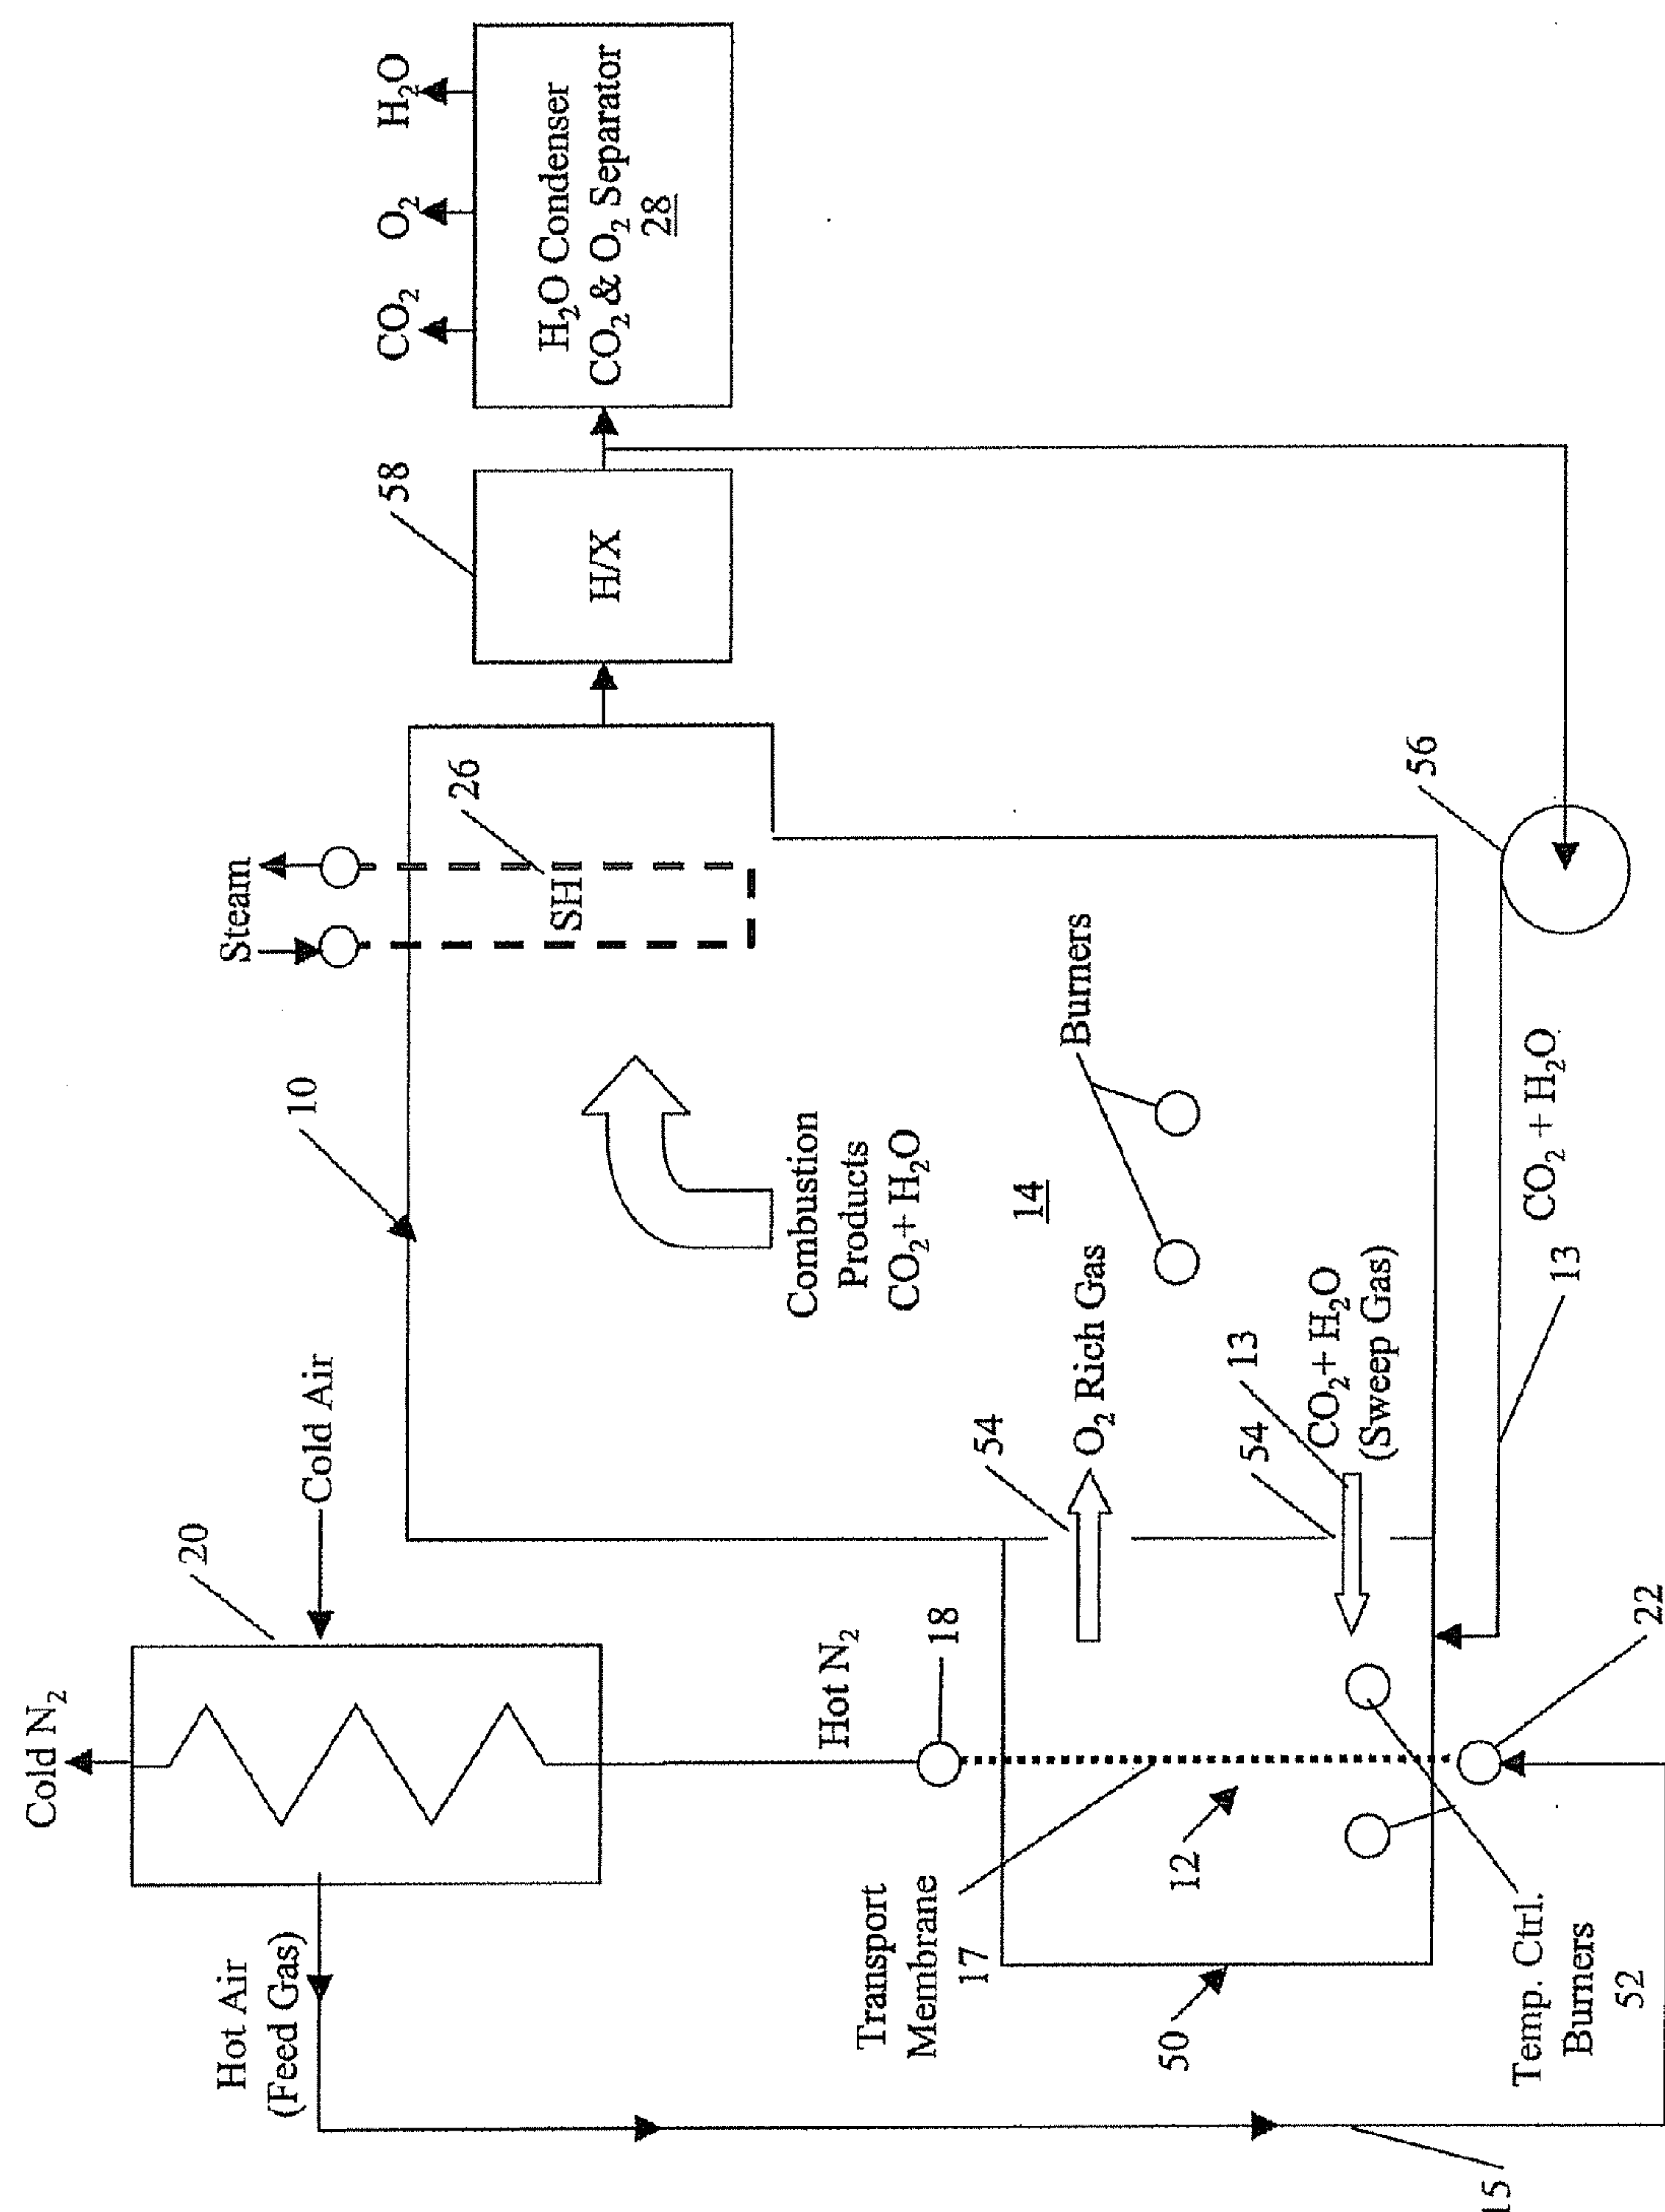 Cold N₂
20
Hot Air
(Feed Gas)
Steam
10
Cold Air
58
CO₂ O₂ H₂O
26
H₂O Condenser
CO₂ & O₂ Separator
28
SH
H/X
Combustion
Products
CO₂+ H₂O
Hot N₂
Transport
Membrane
17
18
54
O₂ Rich Gas
14
Burners
12
50
13
54
CO₂+ H₂O
(Sweep Gas)
56
Temp. Ctrl.
Burners
52
CO₂ + H₂O
13
22
15